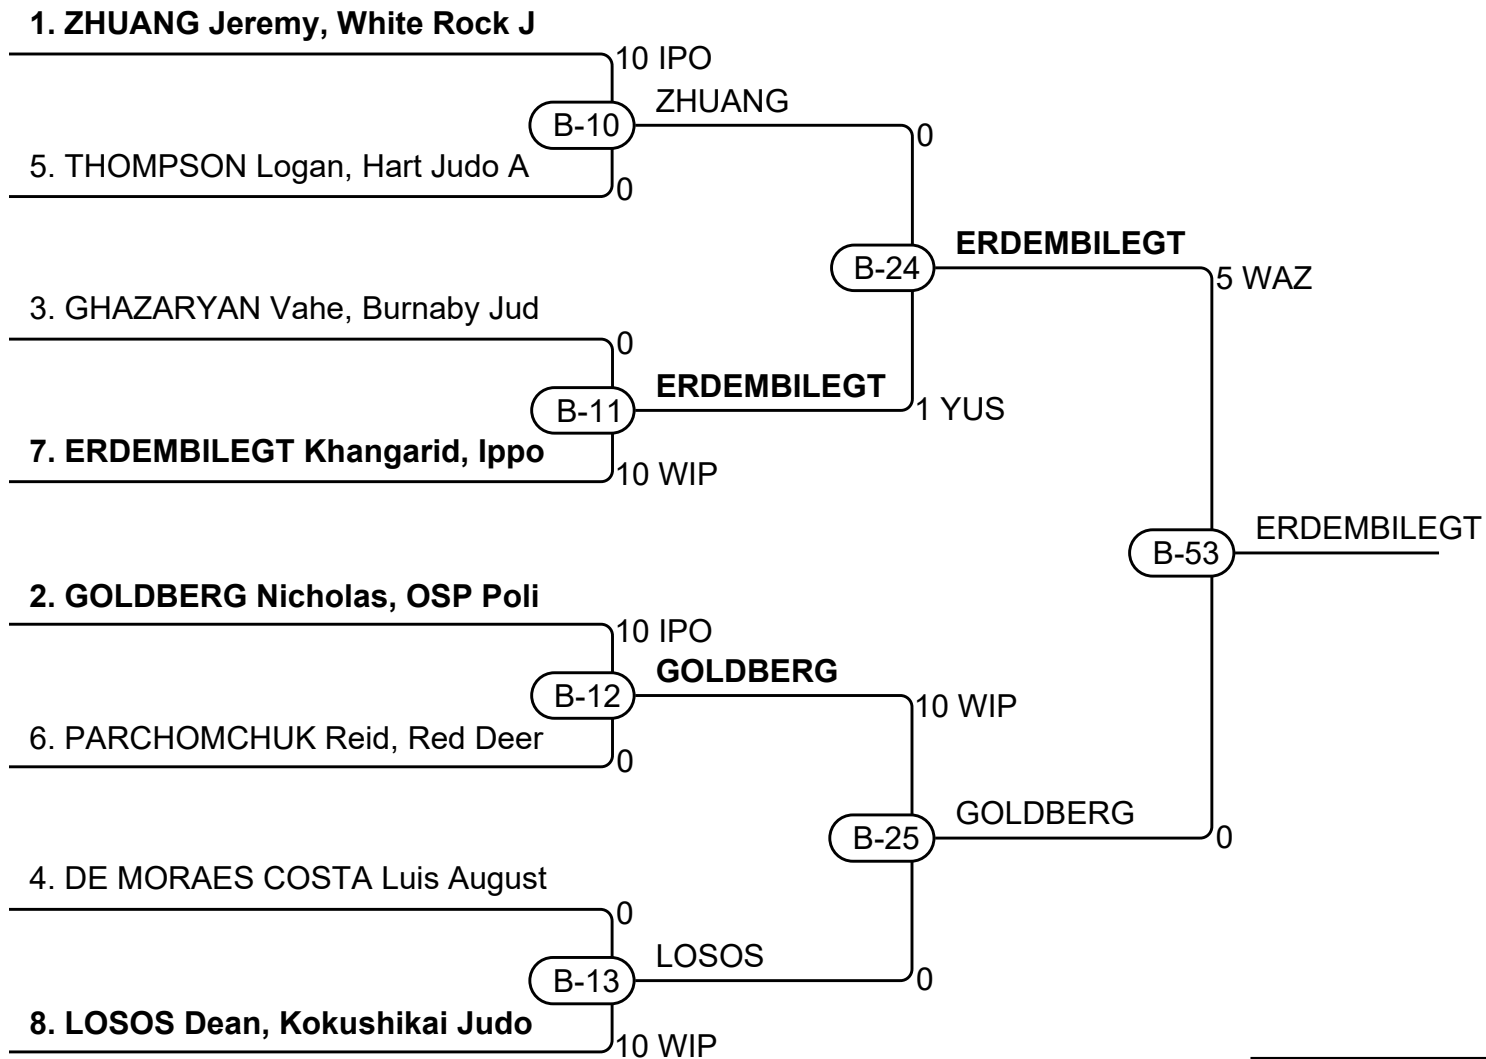 1. ZHUANG Jeremy, White Rock J
10 IPO
ZHUANG
B-10
0
5. THOMPSON Logan, Hart Judo A
0
ERDEMBILEGT
B-24
5 WAZ
3. GHAZARYAN Vahe, Burnaby Jud
0
ERDEMBILEGT
B-11
1 YUS
7. ERDEMBILEGT Khangarid, Ippo
10 WIP
ERDEMBILEGT
B-53
2. GOLDBERG Nicholas, OSP Poli
10 IPO
GOLDBERG
B-12
10 WIP
6. PARCHOMCHUK Reid, Red Deer
0
GOLDBERG
B-25
0
4. DE MORAES COSTA Luis August
0
LOSOS
B-13
0
8. LOSOS Dean, Kokushikai Judo
10 WIP